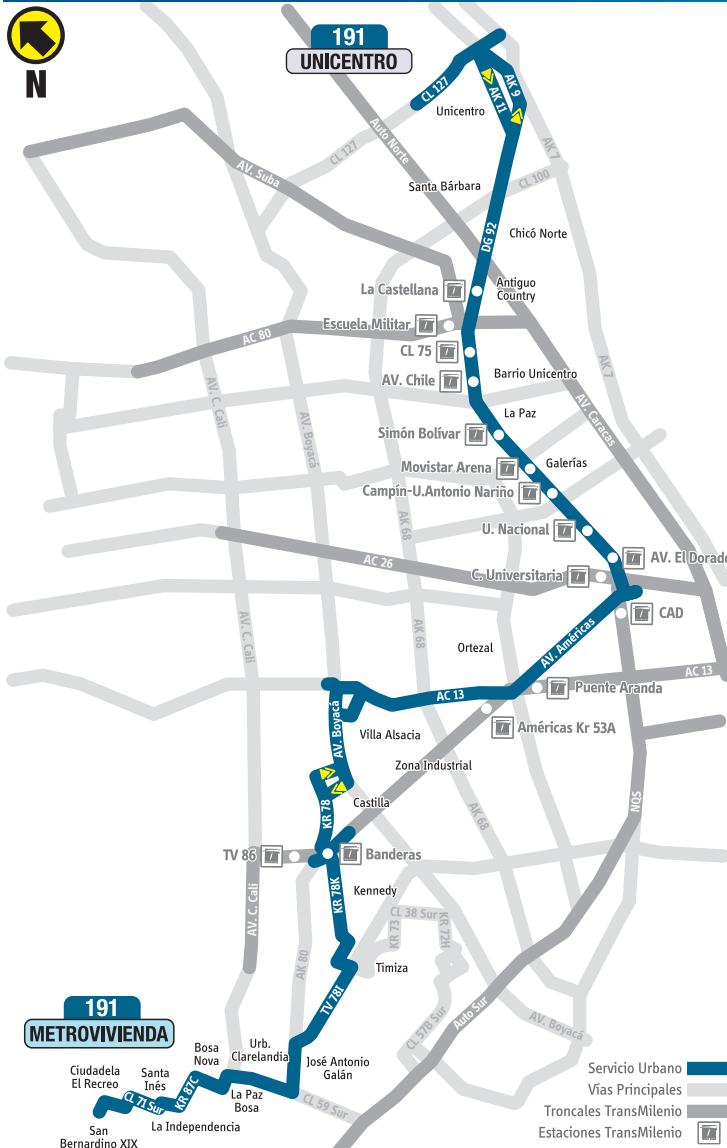 191
UNICENTRO
N
CL 127
AK 9
AK 11
Unicentro
Auto Norte
CL 127
AK 7
AV. Suba
Santa Bárbara
CL 100
DG 92
Chicó Norte
La Castellana
Antiguo
Country
Escuela Militar
AC 80
CL 75
AV. Chile
Barrio Unicentro
AK 7
AV. C. Cali
AV. Boyacá
La Paz
AV. Caracas
Simón Bolívar
Movistar Arena
Galerías
Campín-U.Antonio Nariño
AK 68
U. Nacional
AC 26
AV. El Dorado
C. Universitaria
CAD
AV. C. Cali
AK 68
Ortezal
AV. Américas
AC 13
Puente Aranda
AC 13
Américas Kr 53A
AV. Boyacá
Villa Alsacia
Zona Industrial
KR 78
Castilla
AK 68
NQS
TV 86
Banderas
KR 78K
Kennedy
AV. C. Cali
CL 38 Sur
KR 73
KR 72H
AK 80
Timiza
TV 78I
Auto Sur
CL 57B Sur
AV. Boyacá
191
METROVIVIENDA
Bosa
Nova
Urb.
Clarelandia
José Antonio
Galán
Ciudadela
El Recreo
Santa
Inés
KR 87C
CL 71 Sur
La Paz
Bosa
CL 59 Sur
La Independencia
San
Bernardino XIX
Servicio Urbano
Vías Principales
Troncales TransMilenio
Estaciones TransMilenio